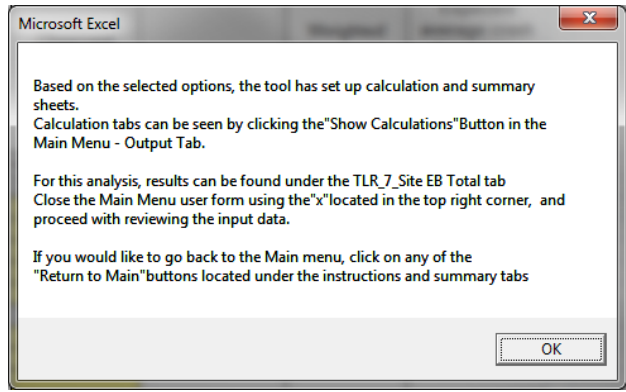 Microsoft Excel
Based on the selected options, the tool has set up calculation and summary
sheets.
Calculation tabs can be seen by clicking the"Show Calculations"Button in the
Main Menu - Output Tab.
For this analysis, results can be found under the TLR_7_Site EB Total tab
Close the Main Menu user form using the"x"located in the top right corner,  and
proceed with reviewing the input data.
If you would like to go back to the Main menu, click on any of the
"Return to Main"buttons located under the instructions and summary tabs
OK